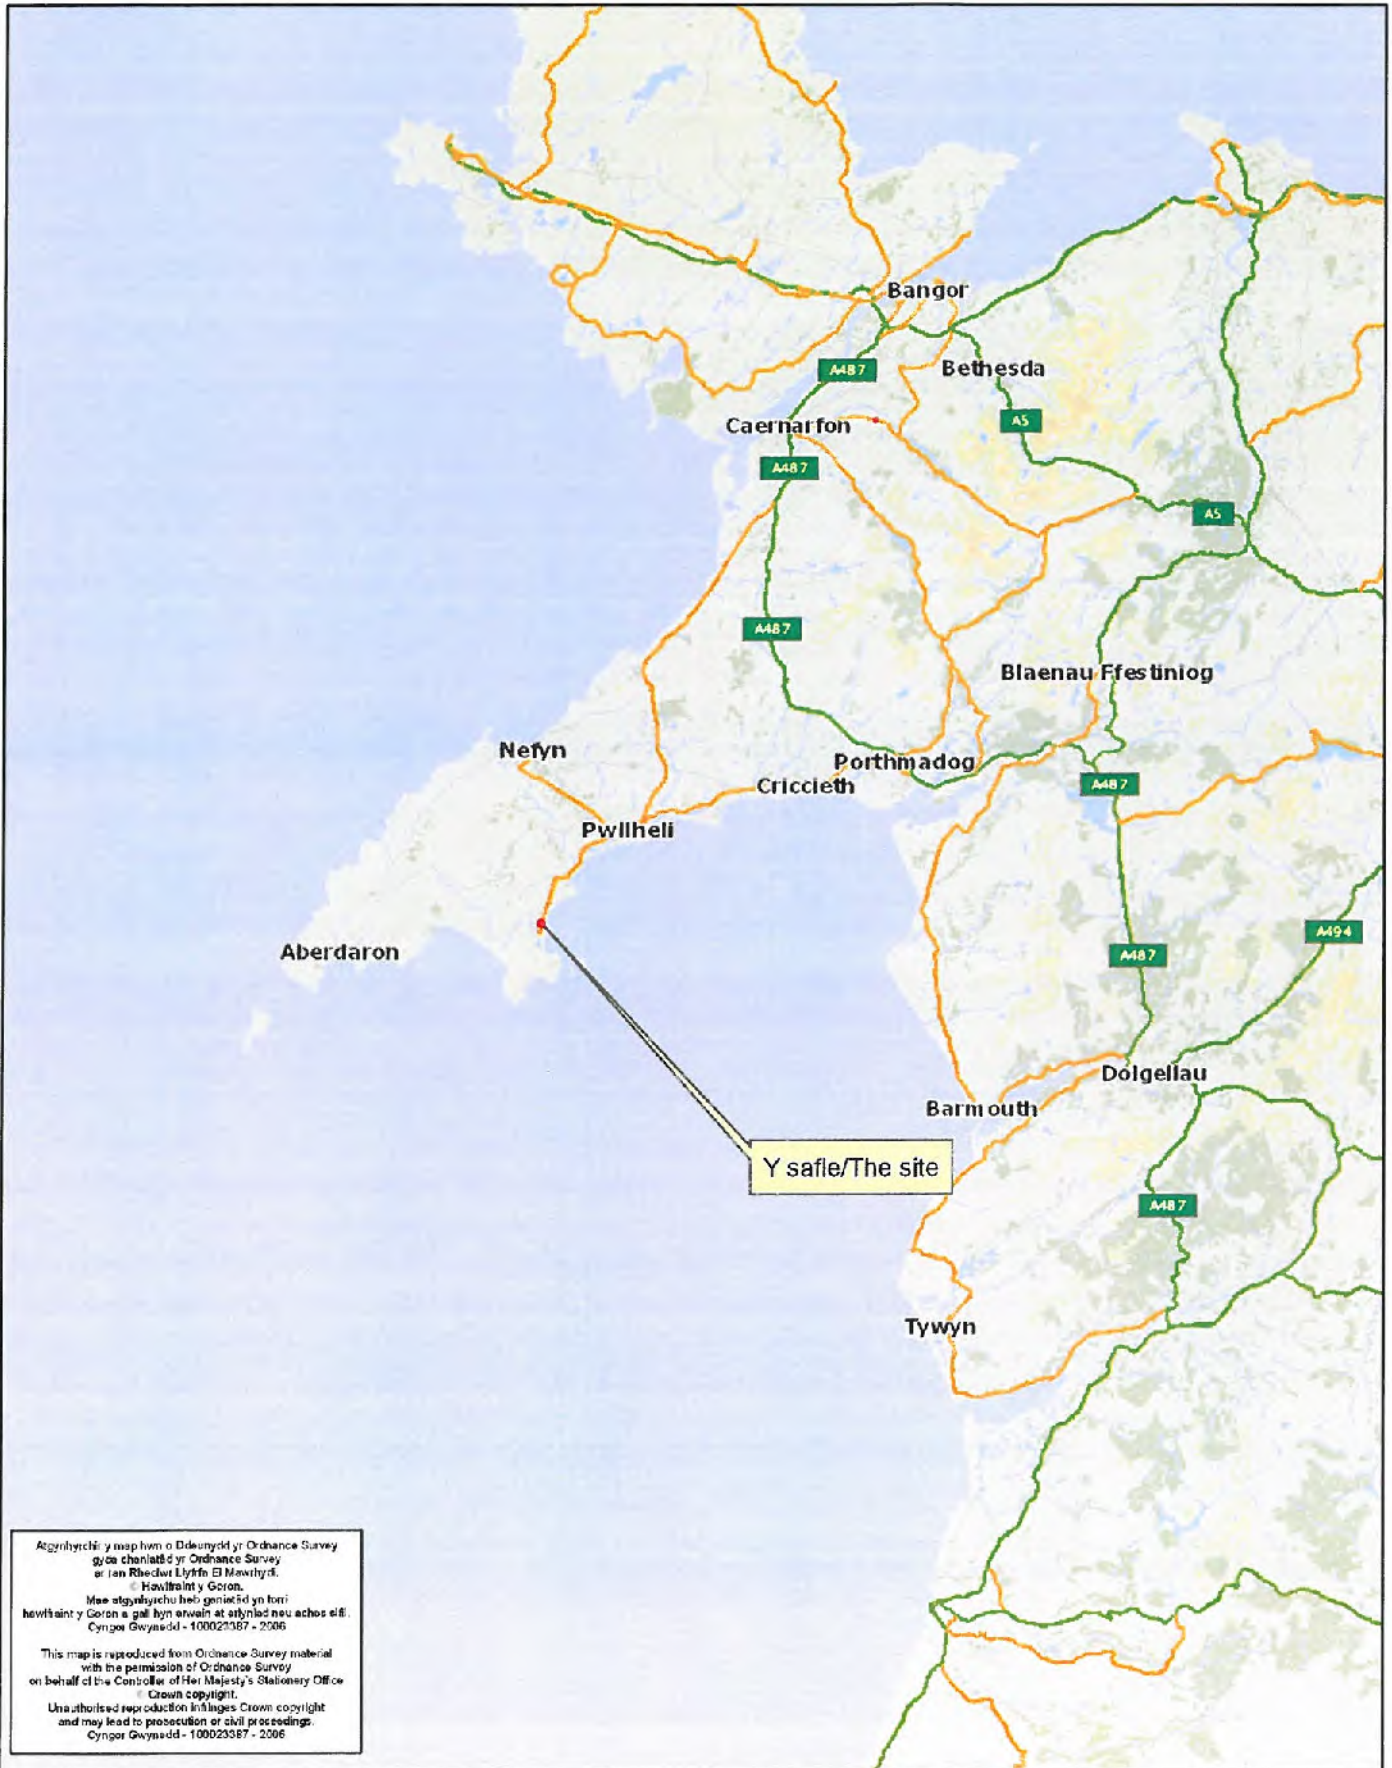 Bangor
A487
Bethesda
Caernarfon
A5
A487
A5
A487
Blaenau Ffestiniog
Nefyn
Porthmadog
Criccieth
A487
Pwllheli
A494
Aberdaron
A487
Dolgellau
Barmouth
Y safle/The site
A487
Tywyn
Atgynhyrchir y map hwn o Ddeunydd yr Ordnance Survey
gyda chaniatâd yr Ordnance Survey
ar ran Rheolwr Llyfrfa Ei Mawrhydi.
© Hawlfraint y Goron.
Mae atgynhyrchu heb ganiatâd yn torri
hawlfraint y Goron a gall hyn arwain at erlyniad neu achos sifil.
Cyngor Gwynedd - 100023387 - 2006
This map is reproduced from Ordnance Survey material
with the permission of Ordnance Survey
on behalf of the Controller of Her Majesty's Stationery Office
© Crown copyright.
Unauthorised reproduction infringes Crown copyright
and may lead to prosecution or civil proceedings.
Cyngor Gwynedd - 100023387 - 2006